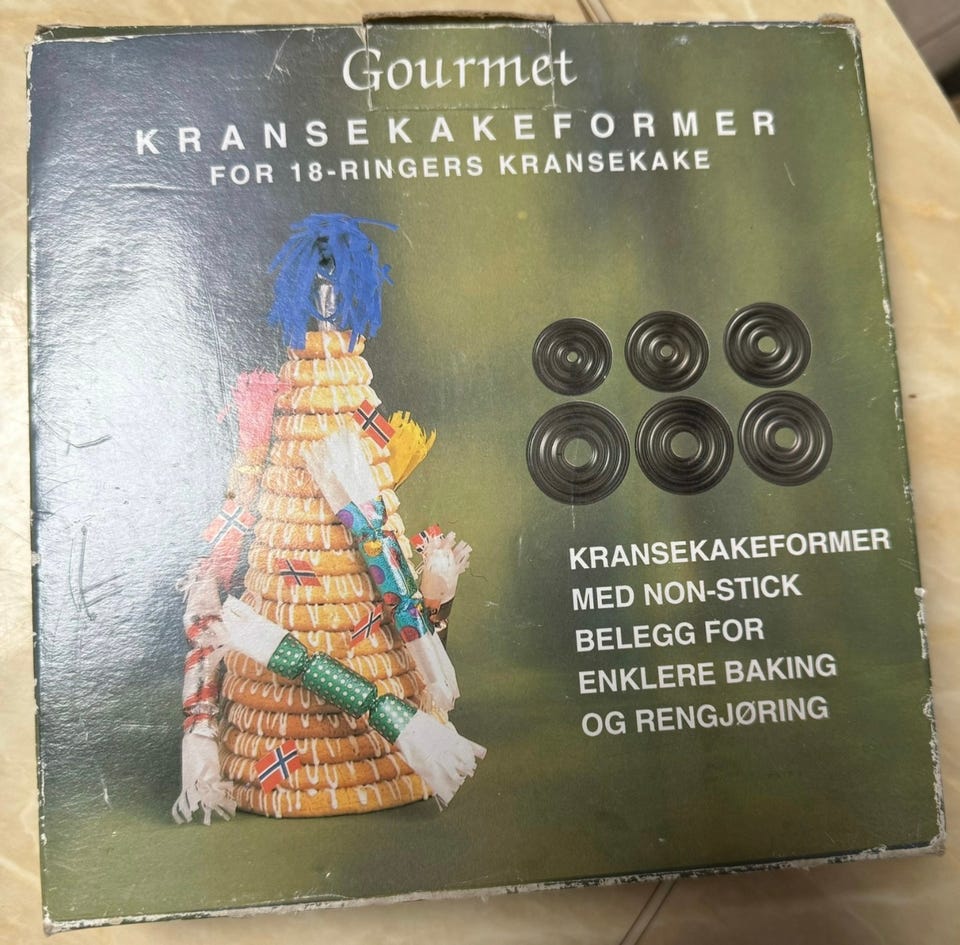 Gourmet
KRANSEKAKEFORMER
FOR 18-RINGERS KRANSEKAKE
KRANSEKAKEFORMER
MED NON-STICK
BELEGG FOR
ENKLERE BAKING
OG RENGJØRING